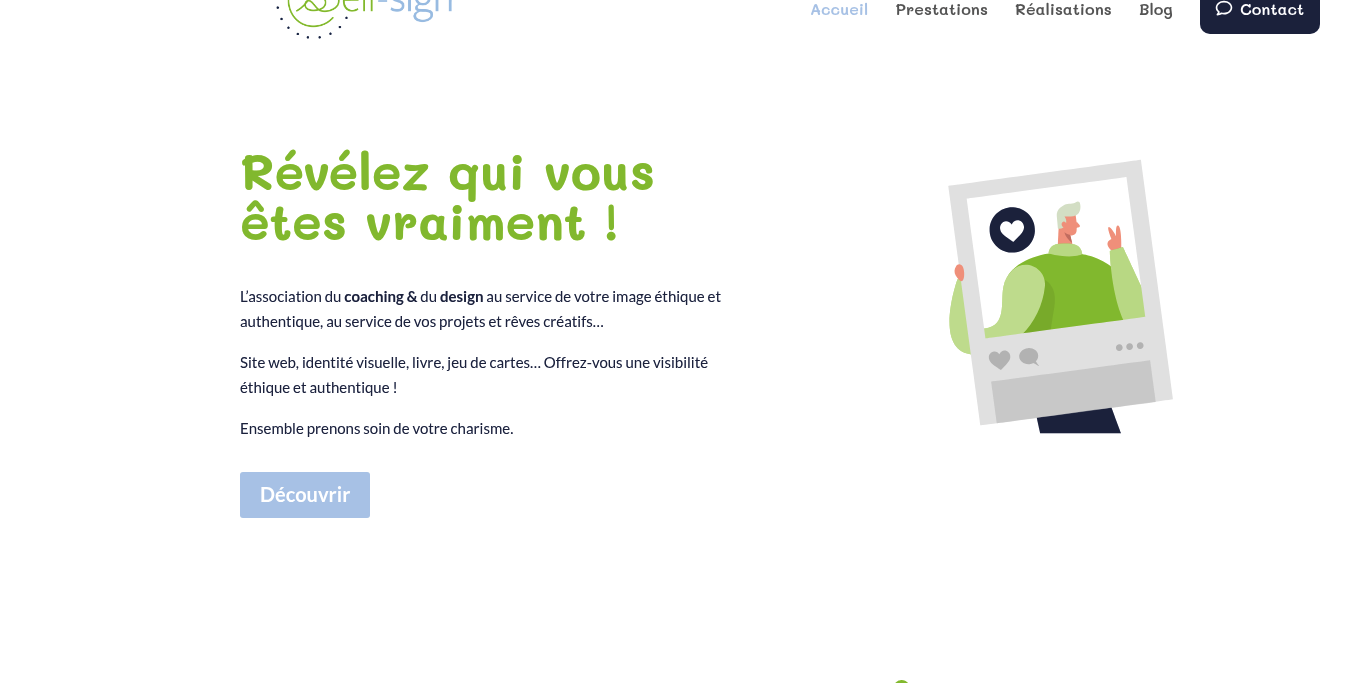 Self-sign
Accueil Prestations Réalisations Blog Contact
Révélez qui vous
êtes vraiment !
L’association du coaching & du design au service de votre image éthique et
authentique, au service de vos projets et rêves créatifs…
Site web, identité visuelle, livre, jeu de cartes… Offrez-vous une visibilité
éthique et authentique !
Ensemble prenons soin de votre charisme.
Découvrir